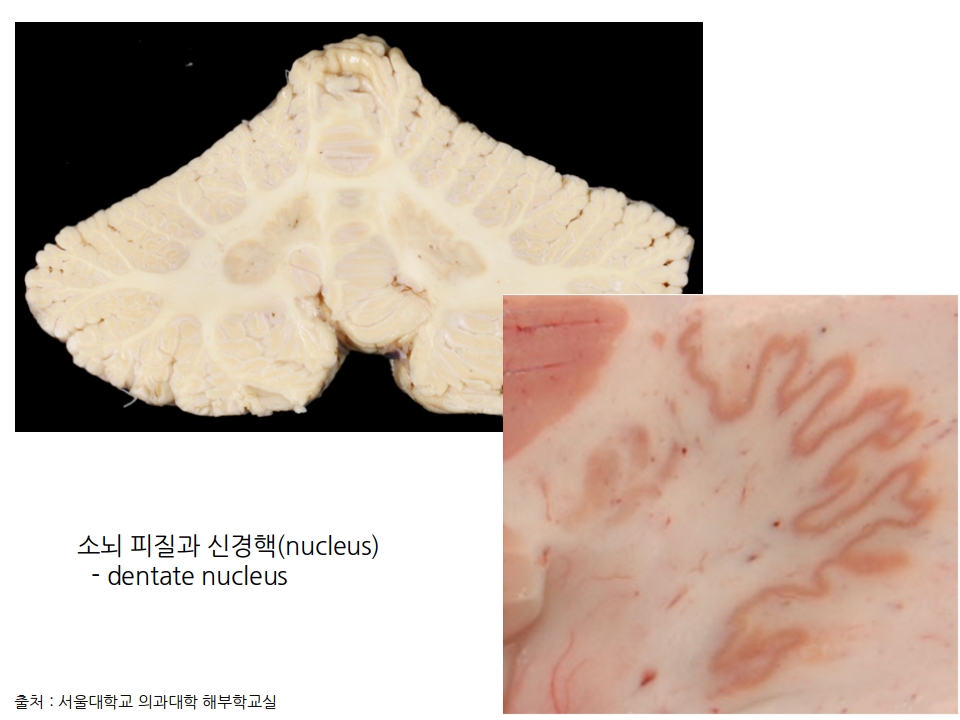 소뇌 피질과 신경핵(nucleus)
- dentate nucleus
출처 : 서울대학교 의과대학 해부학교실